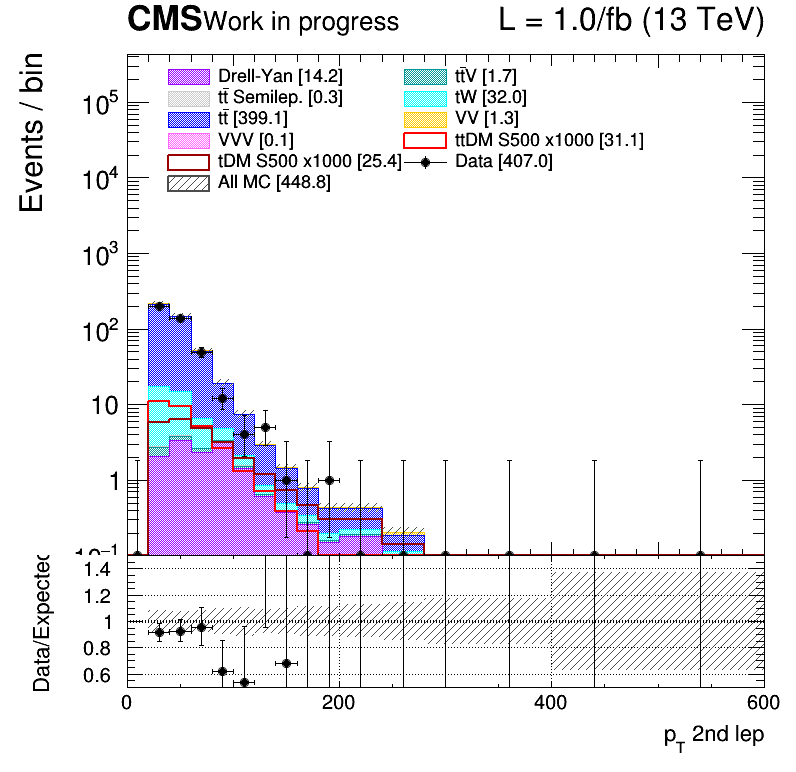 CMS Work in progress L = 1.0/fb (13 TeV)
Events / bin
Drell-Yan [14.2] tt̄V [1.7]
tt̄ Semilep. [0.3] tW [32.0]
tt̄ [399.1] VV [1.3]
VVV [0.1] ttDM S500 x1000 [31.1]
tDM S500 x1000 [25.4] Data [407.0]
All MC [448.8]
10⁵
10⁴
10³
10²
10
1
10⁻¹
Data/Expected
1.4
1.2
1
0.8
0.6
0 200 400 600
p_T 2nd lep